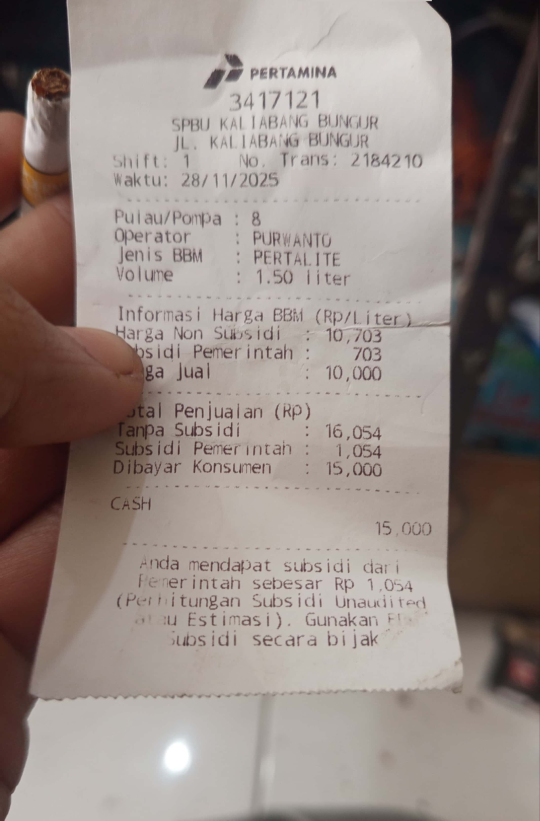 PERTAMINA
3417121
SPBU KALIABANG BUNGUR
JL. KALIABANG BUNGUR
Shift: 1 No. Trans: 2184210
Waktu: 28/11/2025
Pulau/Pompa : 8
Operator : PURWANTO
Jenis BBM : PERTALITE
Volume : 1.50 liter
Informasi Harga BBM (Rp/Liter)
Harga Non Subsidi : 10,703
bsidi Pemerintah : 703
ga Jual : 10,000
tal Penjualan (Rp)
Tanpa Subsidi : 16,054
Subsidi Pemerintah : 1,054
Dibayar Konsumen : 15,000
CASH
15,000
Anda mendapat subsidi dari
Pemerintah sebesar Rp 1,054
(Perhitungan Subsidi Unaudited
atau Estimasi). Gunakan
Subsidi secara bijak